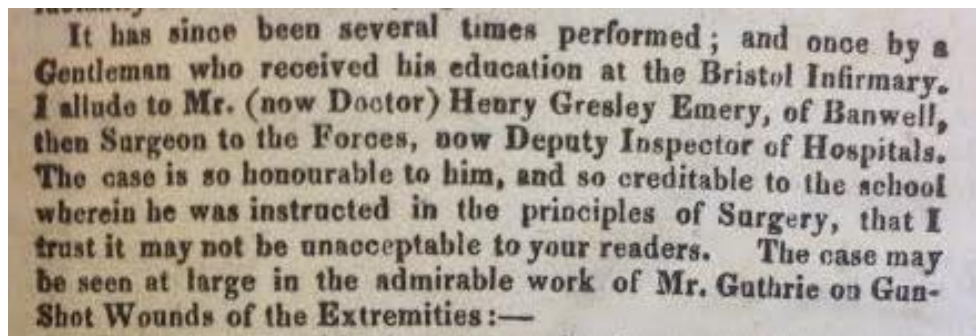 It has since been several times performed; and once by a
Gentleman who received his education at the Bristol Infirmary.
I allude to Mr. (now Doctor) Henry Gresley Emery, of Banwell,
then Surgeon to the Forces, now Deputy Inspector of Hospitals.
The case is so honourable to him, and so creditable to the school
wherein he was instructed in the principles of Surgery, that I
trust it may not be unacceptable to your readers. The case may
be seen at large in the admirable work of Mr. Guthrie on Gun-
Shot Wounds of the Extremities:—